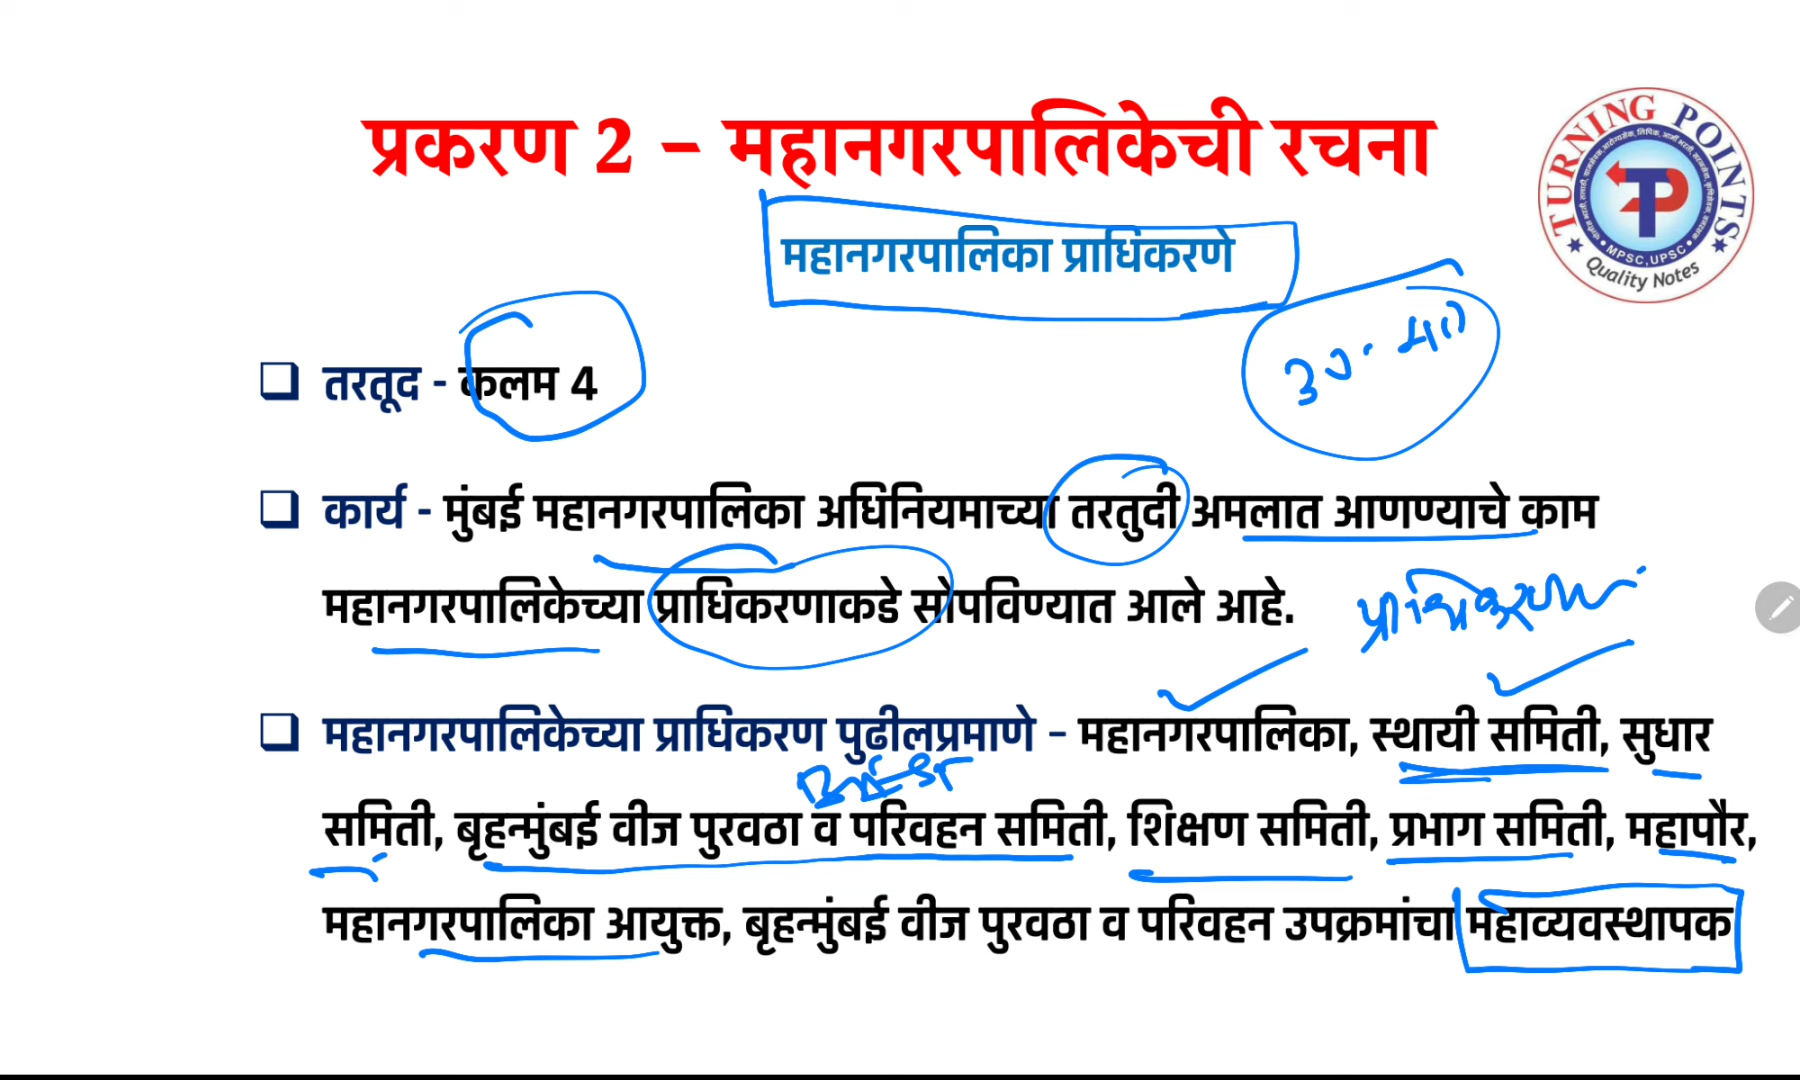 प्रकरण 2 – महानगरपालिकेची रचना
TURNING POINTS
MPSC, UPSC
Quality Notes
महानगरपालिका प्राधिकरणे
तरतूद - कलम 4
कार्य - मुंबई महानगरपालिका अधिनियमाच्या तरतुदी अमलात आणण्याचे काम
महानगरपालिकेच्या प्राधिकरणाकडे सोपविण्यात आले आहे.
प्राधिकरण
महानगरपालिकेच्या प्राधिकरण पुढीलप्रमाणे – महानगरपालिका, स्थायी समिती, सुधार
समिती, बृहन्मुंबई वीज पुरवठा व परिवहन समिती, शिक्षण समिती, प्रभाग समिती, महापौर,
महानगरपालिका आयुक्त, बृहन्मुंबई वीज पुरवठा व परिवहन उपक्रमांचा महाव्यवस्थापक